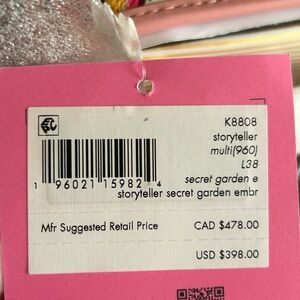 K8808
storyteller
multi(960)
L38
secret garden e
storyteller secret garden embr
1 96021 15982 4
Mfr Suggested Retail Price
CAD $478.00
USD $398.00